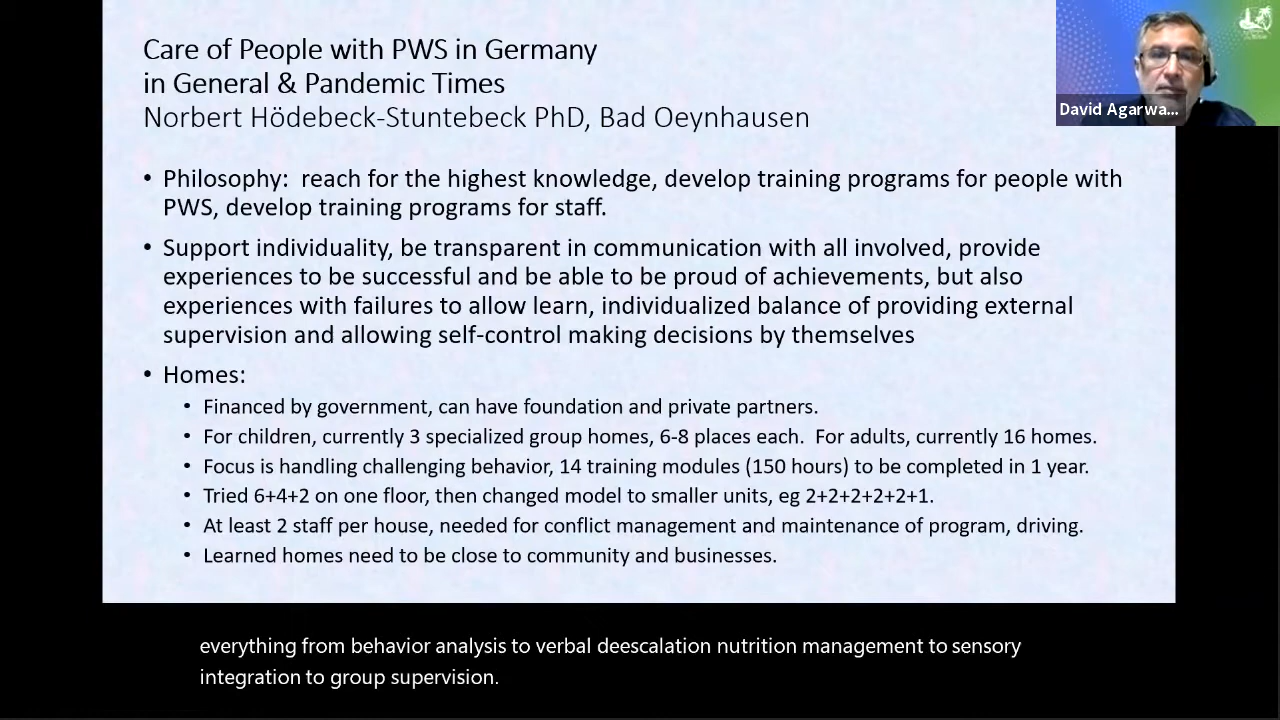 Care of People with PWS in Germany
in General & Pandemic Times
Norbert Hödebeck-Stuntebeck PhD, Bad Oeynhausen
David Agarwa...
• Philosophy: reach for the highest knowledge, develop training programs for people with
PWS, develop training programs for staff.
• Support individuality, be transparent in communication with all involved, provide
experiences to be successful and be able to be proud of achievements, but also
experiences with failures to allow learn, individualized balance of providing external
supervision and allowing self-control making decisions by themselves
• Homes:
• Financed by government, can have foundation and private partners.
• For children, currently 3 specialized group homes, 6-8 places each. For adults, currently 16 homes.
• Focus is handling challenging behavior, 14 training modules (150 hours) to be completed in 1 year.
• Tried 6+4+2 on one floor, then changed model to smaller units, eg 2+2+2+2+2+1.
• At least 2 staff per house, needed for conflict management and maintenance of program, driving.
• Learned homes need to be close to community and businesses.
everything from behavior analysis to verbal deescalation nutrition management to sensory
integration to group supervision.